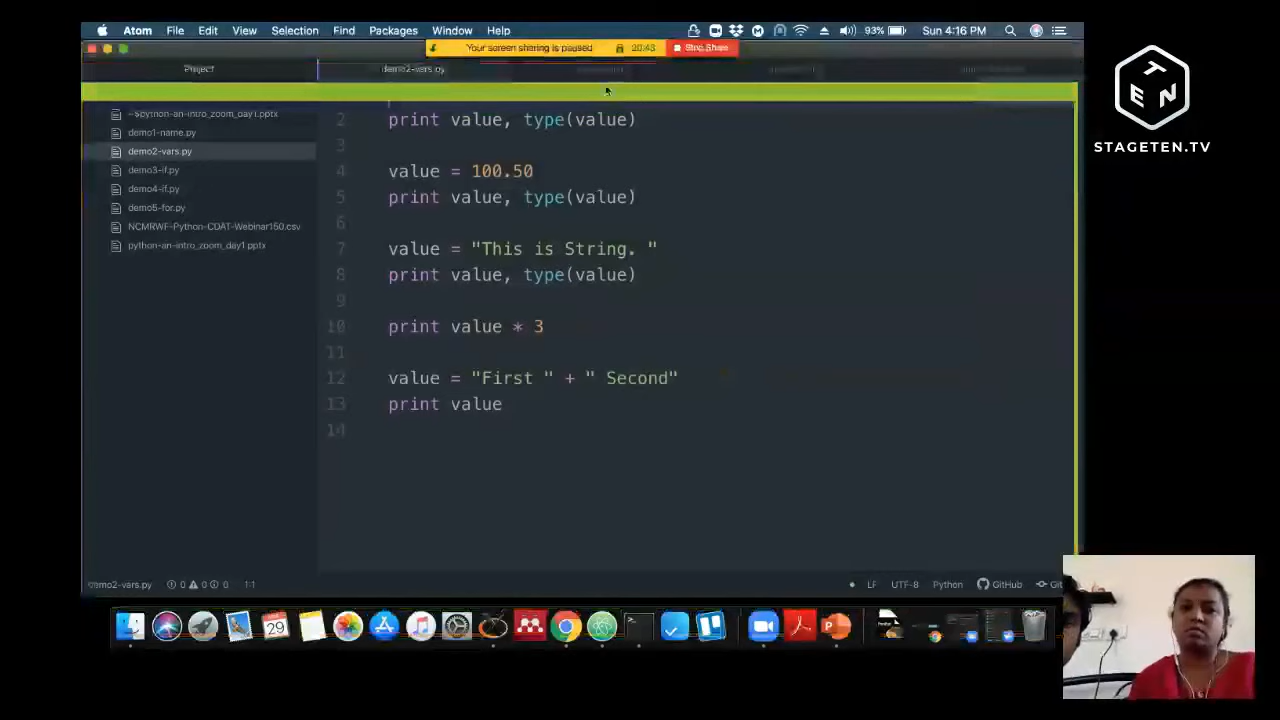 Atom File Edit View Selection Find Packages Window Help 93% Sun 4:16 PM
Your screen sharing is paused 20:43 Stop Share
Project demo2-vars.py
~$python-an-intro_zoom_day1.pptx
demo1-name.py
demo2-vars.py
demo3-if.py
demo4-if.py
demo5-for.py
NCMRWF-Python-CDAT-Webinar150.csv
python-an-intro_zoom_day1.pptx
2 print value, type(value)
3
4 value = 100.50
5 print value, type(value)
6
7 value = "This is String. "
8 print value, type(value)
9
10 print value * 3
11
12 value = "First " + " Second"
13 print value
14
demo2-vars.py 0 0 0 1:1 LF UTF-8 Python GitHub Git
29
TEN
STAGETEN.TV